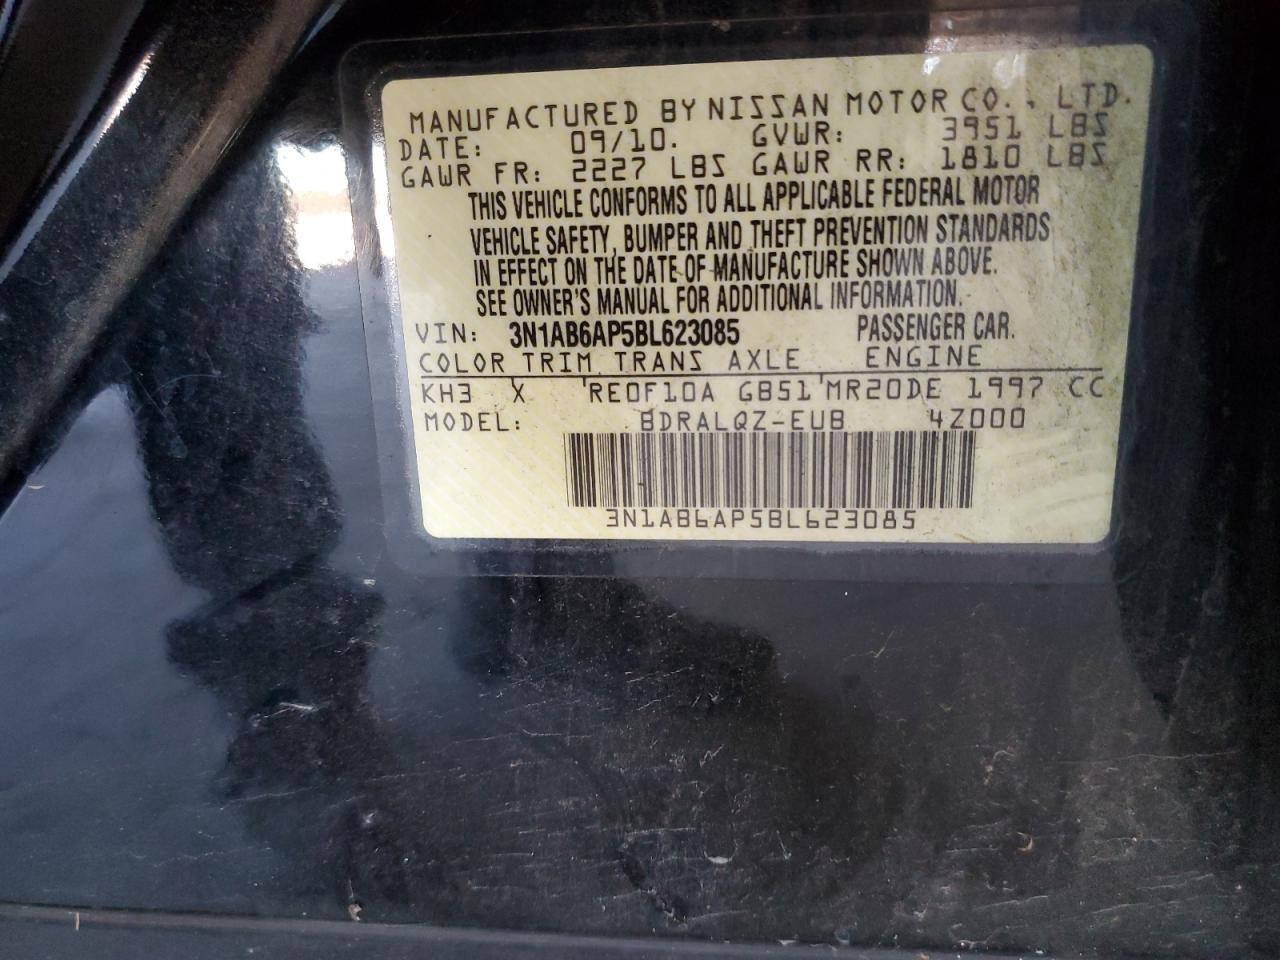 MANUFACTURED BY NISSAN MOTOR CO., LTD.
DATE: 09/10. GVWR: 3951 LBS
GAWR FR: 2227 LBS GAWR RR: 1810 LBS
THIS VEHICLE CONFORMS TO ALL APPLICABLE FEDERAL MOTOR
VEHICLE SAFETY, BUMPER AND THEFT PREVENTION STANDARDS
IN EFFECT ON THE DATE OF MANUFACTURE SHOWN ABOVE.
SEE OWNER'S MANUAL FOR ADDITIONAL INFORMATION.
VIN: 3N1AB6AP5BL623085 PASSENGER CAR.
COLOR TRIM TRANS AXLE ENGINE
KH3 X 'RE0F10A GB51'MR20DE 1997 CC
MODEL: BDRALQZ-EUB 4Z000
3N1AB6AP5BL623085